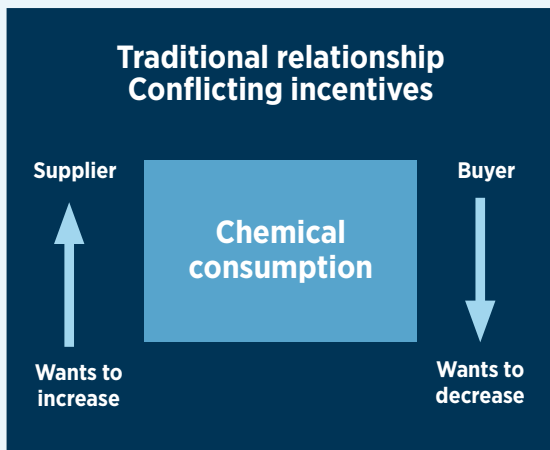 Traditional relationship
Conflicting incentives
Supplier
Buyer
Chemical
consumption
Wants to
increase
Wants to
decrease